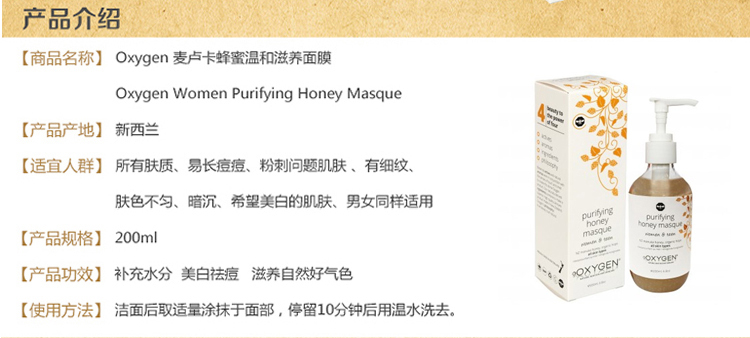 产品介绍
【商品名称】 Oxygen 麦卢卡蜂蜜温和滋养面膜
Oxygen Women Purifying Honey Masque
【产品产地】 新西兰
【适宜人群】 所有肤质、易长痘痘、粉刺问题肌肤 、有细纹、
肤色不匀、暗沉、希望美白的肌肤、男女同样适用
【产品规格】 200ml
【产品功效】 补充水分 美白祛痘 滋养自然好气色
【使用方法】 洁面后取适量涂抹于面部，停留10分钟后用温水洗去。
4
beauty to
the power
of four
purifying
honey
masque
OXYGEN
purifying
honey masque
all skin types
OXYGEN